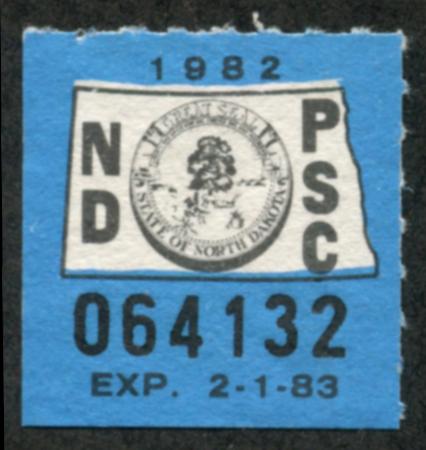 1982
ND
PSC
GREAT SEAL
STATE OF NORTH DAKOTA
064132
EXP. 2-1-83